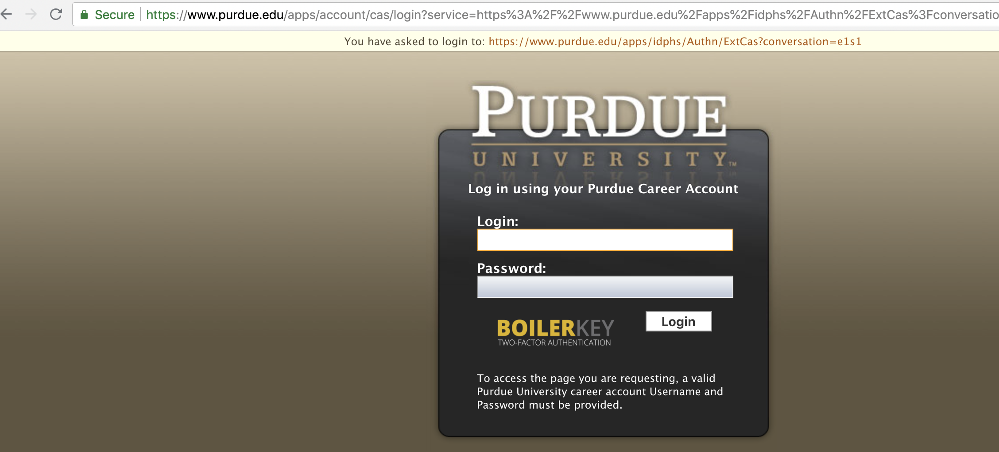 Secure https://www.purdue.edu/apps/account/cas/login?service=https%3A%2F%2Fwww.purdue.edu%2Fapps%2Fidphs%2FAuthn%2FExtCas%3Fconversatio
You have asked to login to: https://www.purdue.edu/apps/idphs/Authn/ExtCas?conversation=e1s1
PURDUE
UNIVERSITY™
Log in using your Purdue Career Account
Login:
Password:
BOILERKEY
TWO-FACTOR AUTHENTICATION
Login
To access the page you are requesting, a valid
Purdue University career account Username and
Password must be provided.